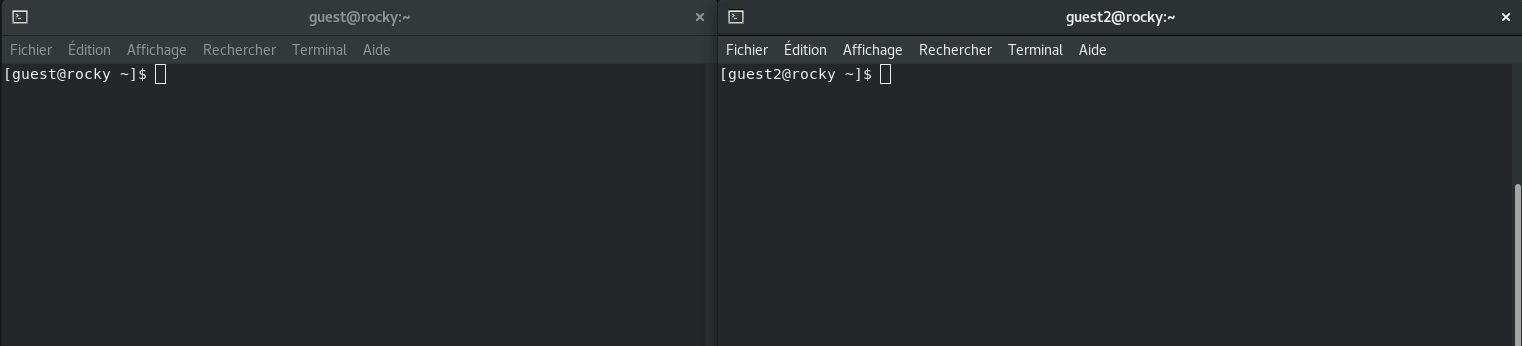 guest@rocky:~
Fichier Édition Affichage Rechercher Terminal Aide
[guest@rocky ~]$
guest2@rocky:~
Fichier Édition Affichage Rechercher Terminal Aide
[guest2@rocky ~]$